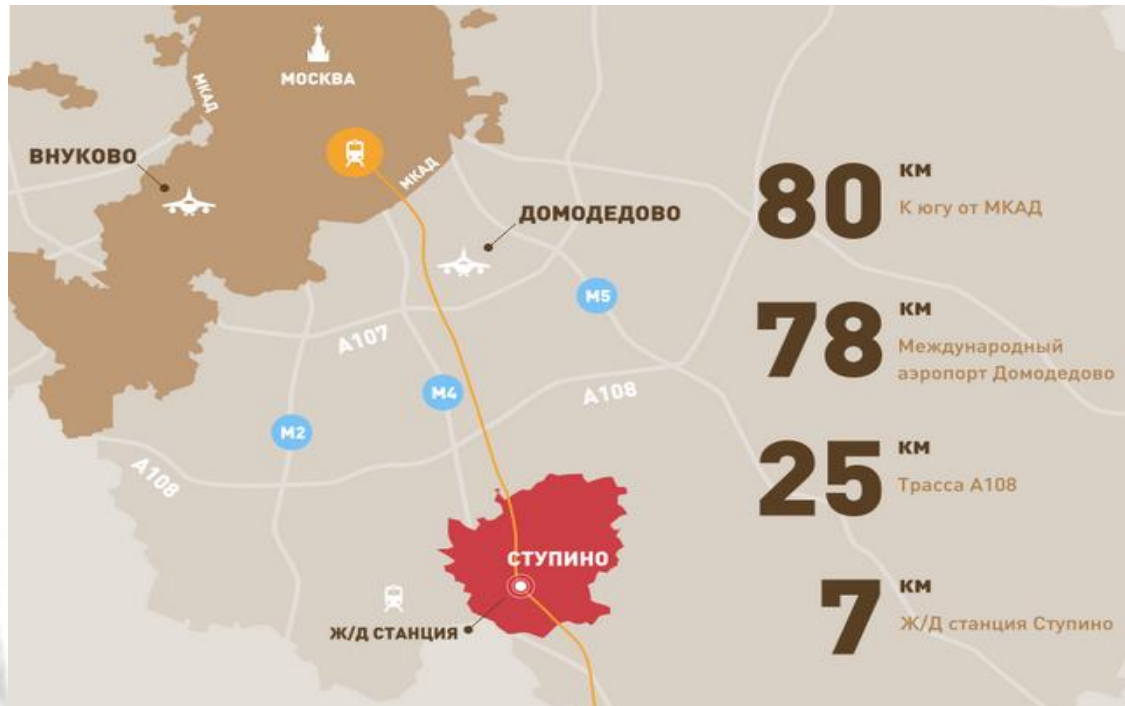 МОСКВА
МКАД
ВНУКОВО
МКАД
ДОМОДЕДОВО
М5
А107
М4
А108
М2
А108
СТУПИНО
Ж/Д СТАНЦИЯ
80 КМ
К югу от МКАД
78 КМ
Международный
аэропорт Домодедово
25 КМ
Трасса А108
7 КМ
Ж/Д станция Ступино